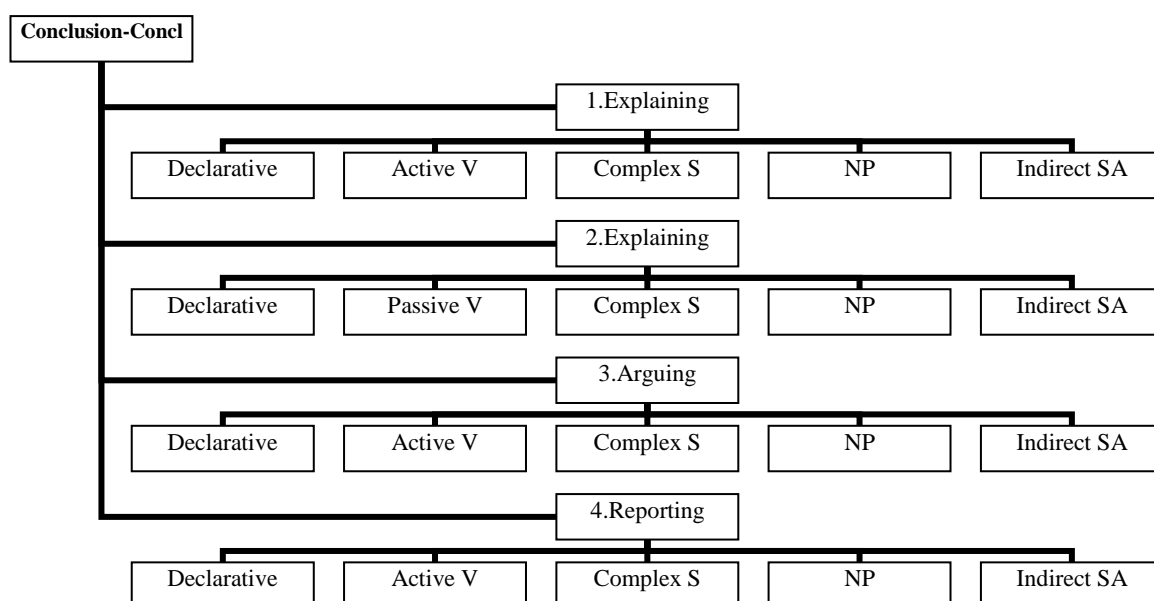 Conclusion-Concl
1.Explaining
Declarative Active V Complex S NP Indirect SA
2.Explaining
Declarative Passive V Complex S NP Indirect SA
3.Arguing
Declarative Active V Complex S NP Indirect SA
4.Reporting
Declarative Active V Complex S NP Indirect SA